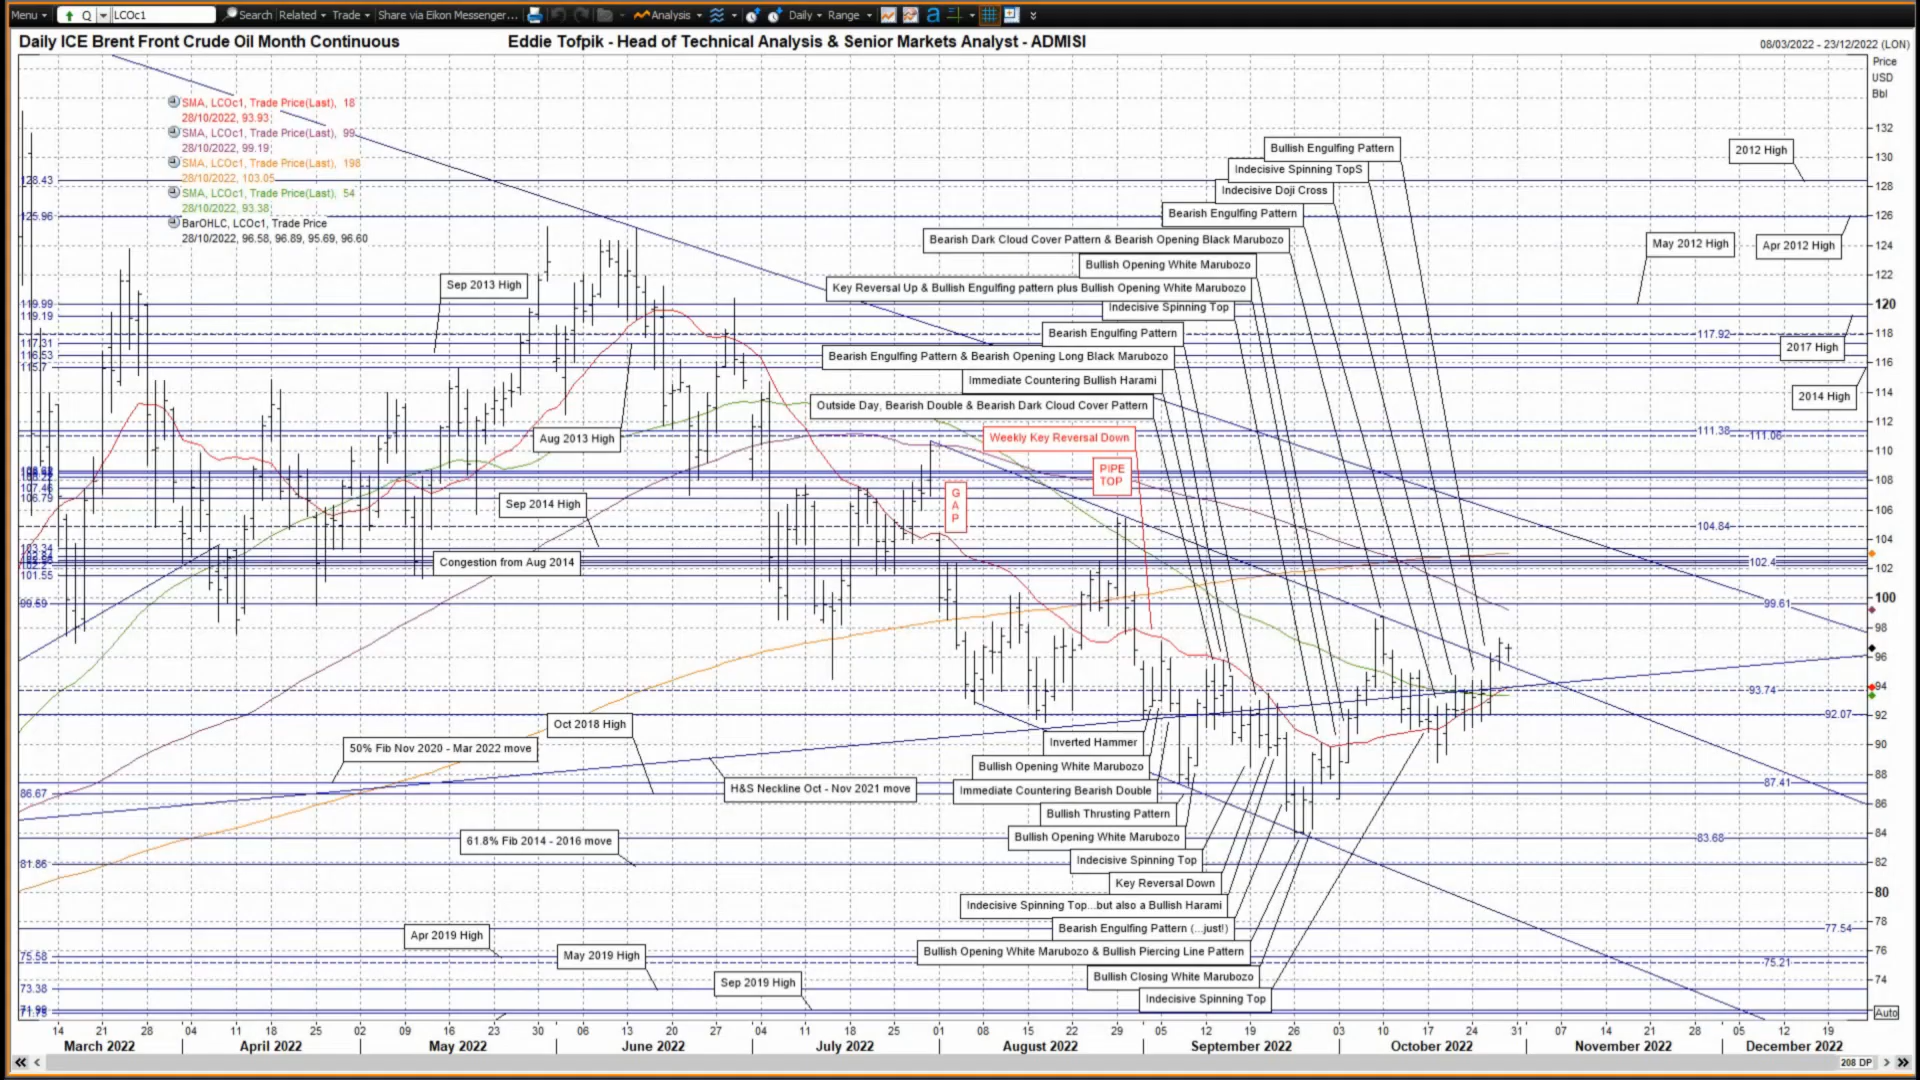 Menu
Q
LCOc1
Search
Related
Trade
Share via Eikon Messenger...
Analysis
Daily
Range
Daily ICE Brent Front Crude Oil Month Continuous
Eddie Tofpik - Head of Technical Analysis & Senior Markets Analyst - ADMISI
08/03/2022 - 23/12/2022 (LON)
Price
USD
Bbl
SMA, LCOc1, Trade Price(Last), 18
28/10/2022, 93.93;
SMA, LCOc1, Trade Price(Last), 99
28/10/2022, 99.19;
SMA, LCOc1, Trade Price(Last), 198
28/10/2022, 103.05
SMA, LCOc1, Trade Price(Last), 54
28/10/2022, 93.38;
BarOHLC, LCOc1, Trade Price
28/10/2022, 96.58, 96.89, 95.69, 96.60
Bullish Engulfing Pattern
Indecisive Spinning TopS
Indecisive Doji Cross
Bearish Engulfing Pattern
Bearish Dark Cloud Cover Pattern & Bearish Opening Black Marubozo
Bullish Opening White Marubozo
Key Reversal Up & Bullish Engulfing pattern plus Bullish Opening White Marubozo
Indecisive Spinning Top
Bearish Engulfing Pattern
Bearish Engulfing Pattern & Bearish Opening Long Black Marubozo
Immediate Countering Bullish Harami
Outside Day, Bearish Double & Bearish Dark Cloud Cover Pattern
Weekly Key Reversal Down
PIPE
TOP
G
A
P
2012 High
May 2012 High
Apr 2012 High
2017 High
2014 High
Sep 2013 High
Aug 2013 High
Sep 2014 High
Congestion from Aug 2014
Oct 2018 High
50% Fib Nov 2020 - Mar 2022 move
H&S Neckline Oct - Nov 2021 move
61.8% Fib 2014 - 2016 move
Apr 2019 High
May 2019 High
Sep 2019 High
Inverted Hammer
Bullish Opening White Marubozo
Immediate Countering Bearish Double
Bullish Thrusting Pattern
Bullish Opening White Marubozo
Indecisive Spinning Top
Key Reversal Down
Indecisive Spinning Top...but also a Bullish Harami
Bearish Engulfing Pattern (...just!)
Bullish Opening White Marubozo & Bullish Piercing Line Pattern
Bullish Closing White Marubozo
Indecisive Spinning Top
128.43
125.96
119.99
119.19
117.31
116.53
115.7
107.46
106.79
103.34
101.55
99.69
86.67
81.86
75.58
73.38
117.92
111.38
111.06
104.84
102.4
99.61
93.74
92.07
87.41
83.68
77.54
75.21
132
130
128
126
124
122
120
118
116
114
112
110
108
106
104
102
100
98
96
94
92
90
88
86
84
82
80
78
76
74
Auto
14 21 28 04 11 18 25 02 09 16 23 30 06 13 20 27 04 11 18 25 01 08 15 22 29 05 12 19 26 03 10 17 24 31 07 14 21 28 05 12 19
March 2022 April 2022 May 2022 June 2022 July 2022 August 2022 September 2022 October 2022 November 2022 December 2022
208 DP